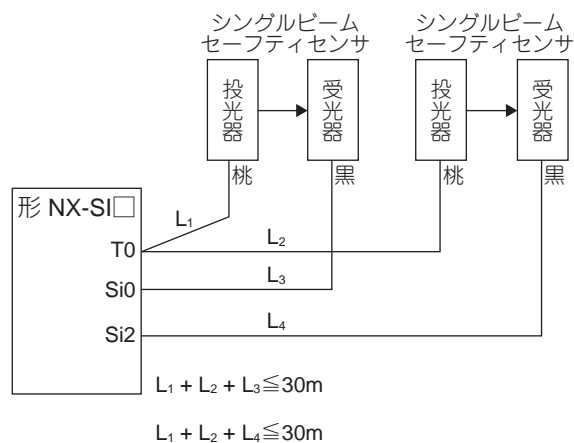 シングルビーム
セーフティセンサ
シングルビーム
セーフティセンサ
投光器
受光器
投光器
受光器
桃
黒
桃
黒
形 NX-SI□
L₁
T0
L₂
Si0
L₃
Si2
L₄
L₁ + L₂ + L₃≦30m
L₁ + L₂ + L₄≦30m